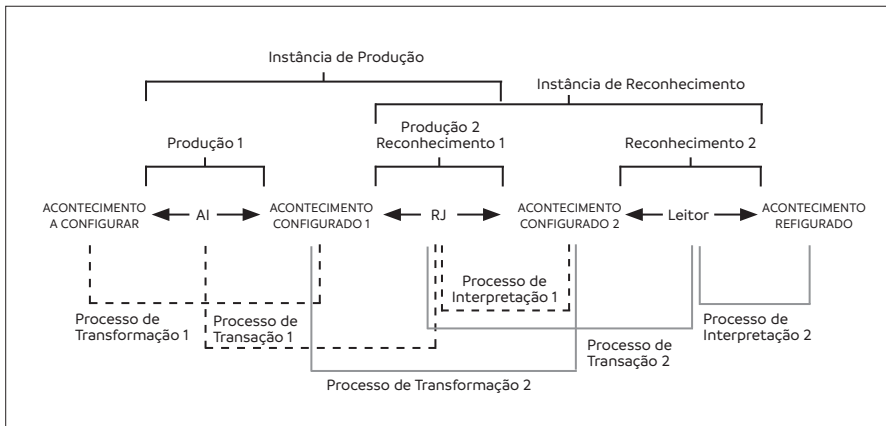 Instância de Produção
Instância de Reconhecimento
Produção 1
Produção 2
Reconhecimento 1
Reconhecimento 2
ACONTECIMENTO
A CONFIGURAR
AI
ACONTECIMENTO
CONFIGURADO 1
RJ
ACONTECIMENTO
CONFIGURADO 2
Leitor
ACONTECIMENTO
REFIGURADO
Processo de
Interpretação 1
Processo de
Transformação 1
Processo de
Transação 1
Processo de
Transação 2
Processo de
Interpretação 2
Processo de Transformação 2